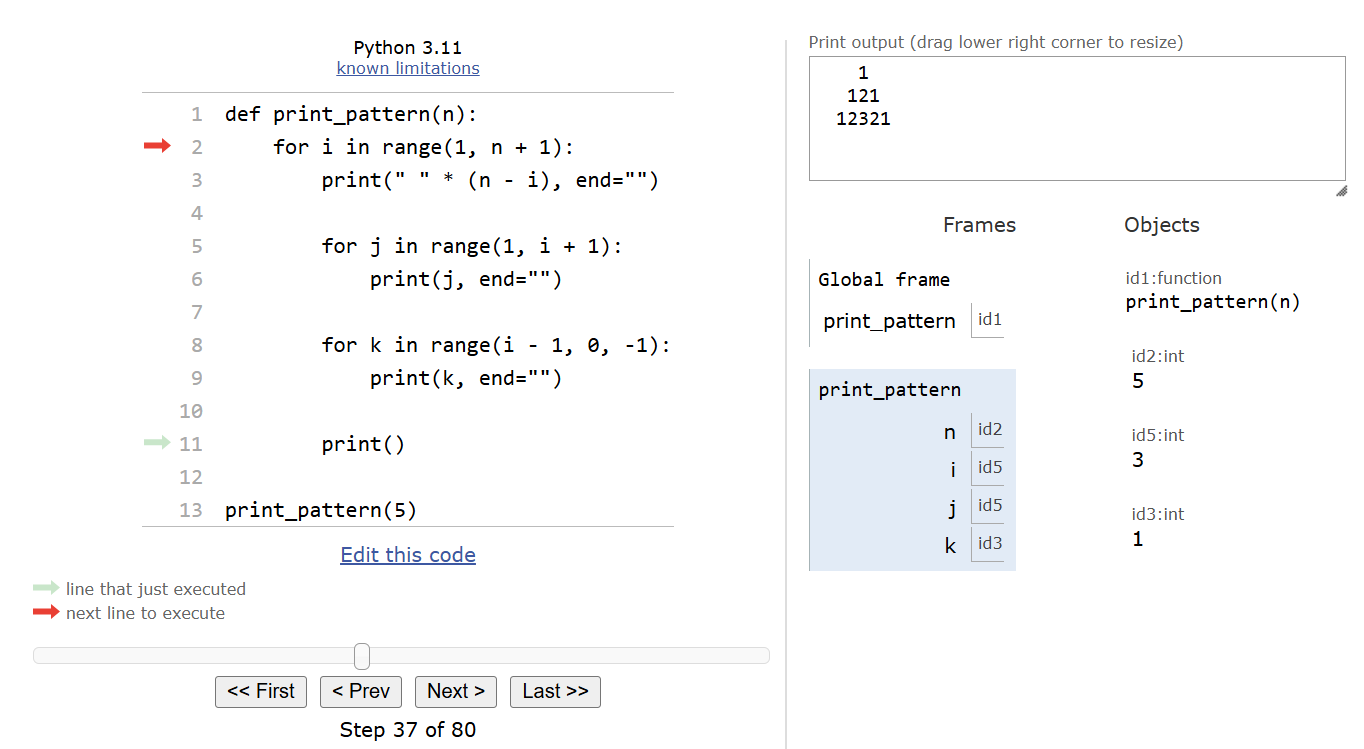 Python 3.11
known limitations
1 def print_pattern(n):
2     for i in range(1, n + 1):
3         print(" " * (n - i), end="")
4
5         for j in range(1, i + 1):
6             print(j, end="")
7
8         for k in range(i - 1, 0, -1):
9             print(k, end="")
10
11         print()
12
13 print_pattern(5)
Edit this code
line that just executed
next line to execute
<< First < Prev Next > Last >>
Step 37 of 80
Print output (drag lower right corner to resize)
    1
   121
  12321
Frames Objects
Global frame
print_pattern id1
print_pattern
n id2
i id5
j id5
k id3
id1:function
print_pattern(n)
id2:int
5
id5:int
3
id3:int
1